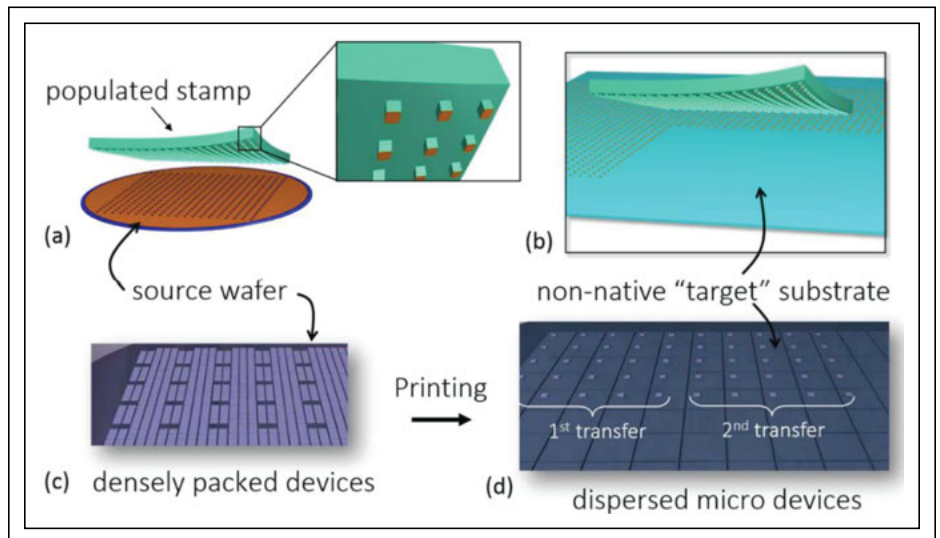 populated stamp
(a)
(b)
source wafer
non-native “target” substrate
Printing
1st transfer
2nd transfer
(c)
densely packed devices
(d)
dispersed micro devices